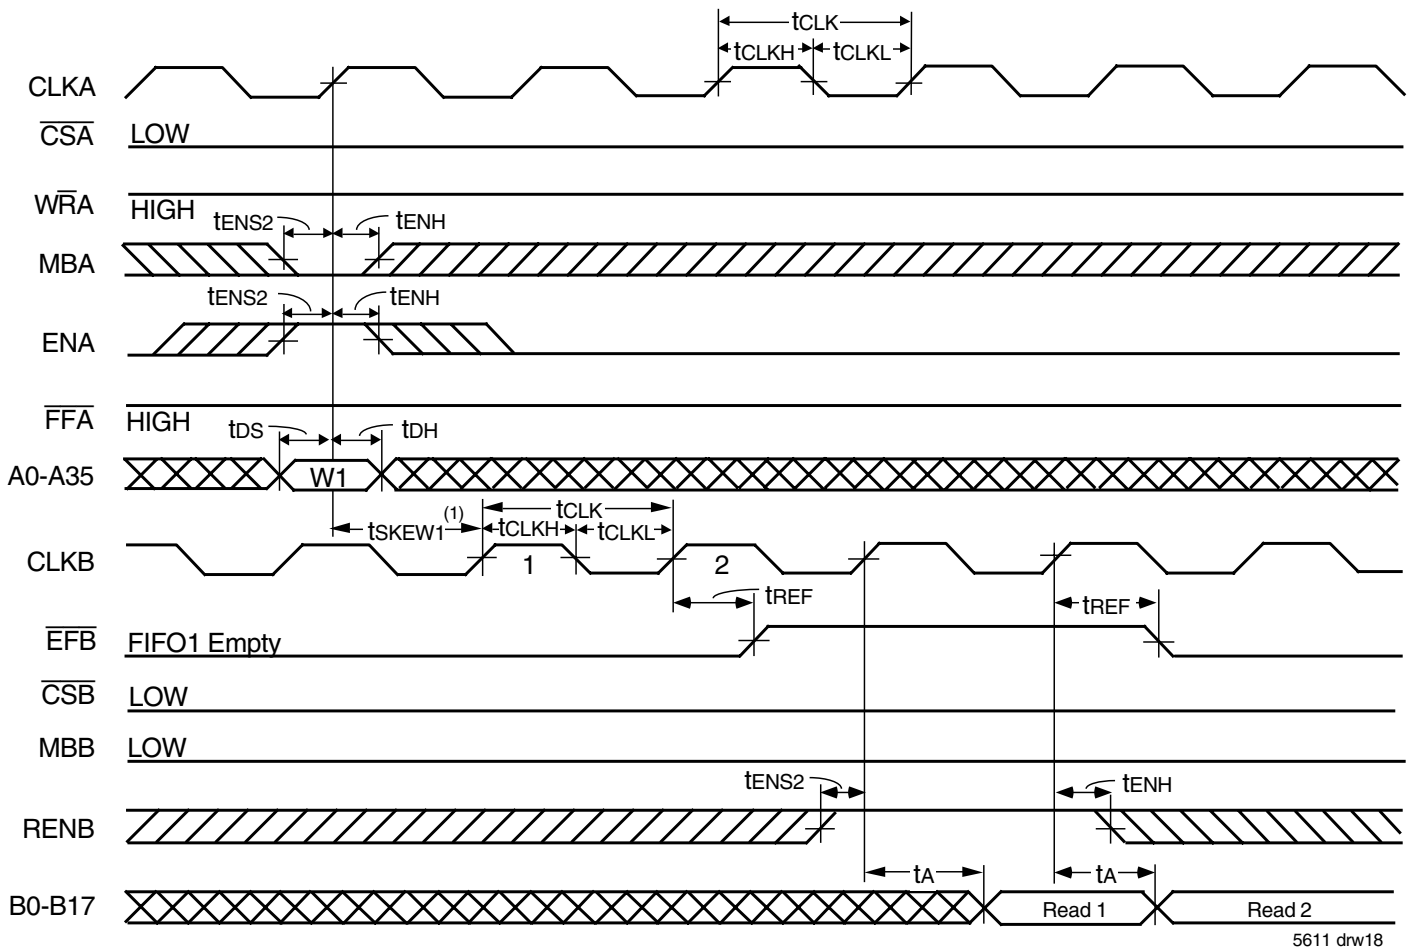 tCLK
tCLKH tCLKL
CLKA
CSA LOW
WRA HIGH
tENS2 tENH
MBA
tENS2 tENH
ENA
FFA HIGH
tDS tDH
A0-A35 W1
tSKEW1(1) tCLK
tCLKH tCLKL
CLKB 1 2
tREF tREF
EFB FIFO1 Empty
CSB LOW
MBB LOW
tENS2 tENH
RENB
tA tA
B0-B17 Read 1 Read 2
5611 drw18